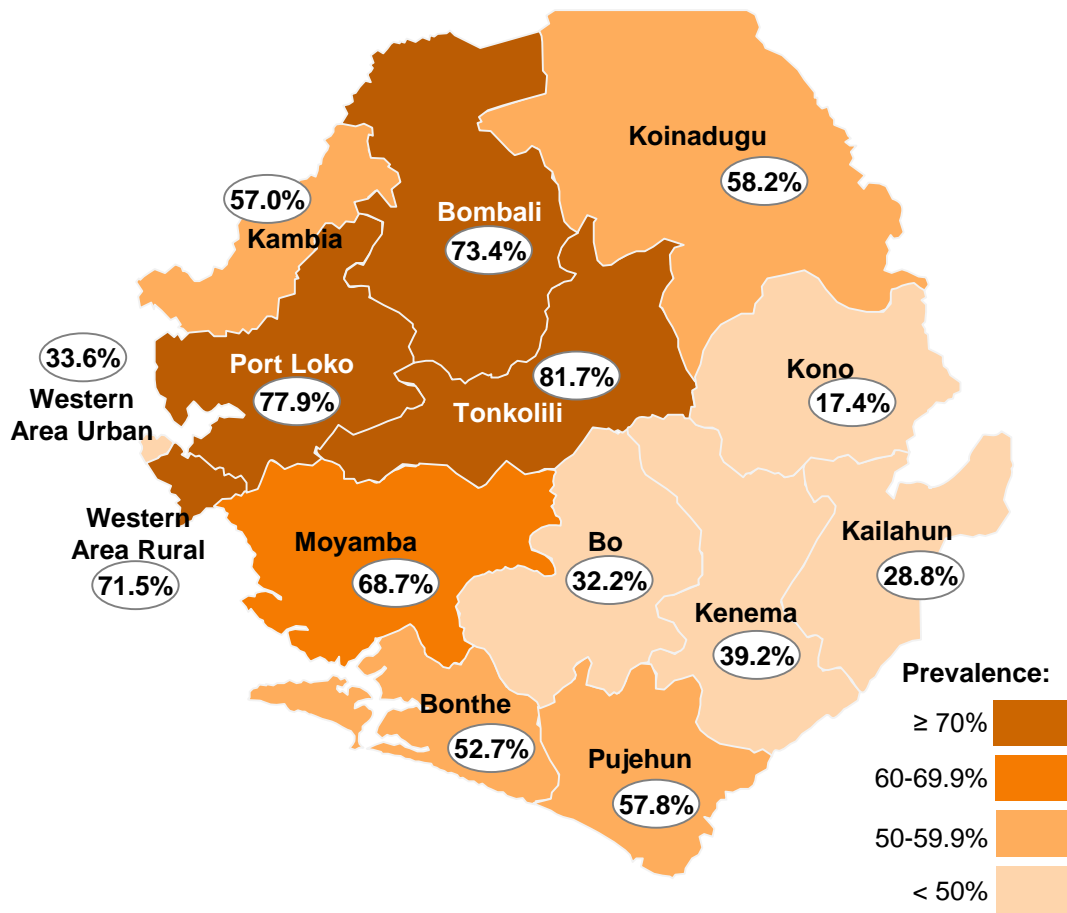 Koinadugu
58.2%
57.0%
Kambia
Bombali
73.4%
33.6%
Western
Area Urban
Port Loko
77.9%
81.7%
Tonkolili
Kono
17.4%
Western
Area Rural
71.5%
Moyamba
68.7%
Bo
32.2%
Kailahun
28.8%
Kenema
39.2%
Bonthe
52.7%
Pujehun
57.8%
Prevalence:
≥ 70%
60-69.9%
50-59.9%
< 50%